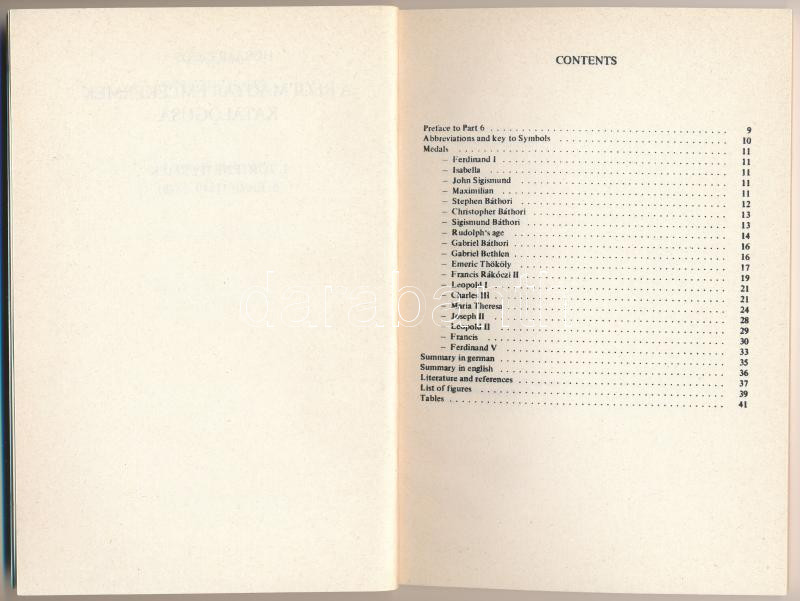 CONTENTS
Preface to Part 6 . . . . . . . . . . 9
Abbreviations and key to Symbols . . . . . . . . . . 10
Medals . . . . . . . . . . 11
– Ferdinand I . . . . . . . . . . 11
– Isabella . . . . . . . . . . 11
– John Sigismund . . . . . . . . . . 11
– Maximilian . . . . . . . . . . 11
– Stephen Báthori . . . . . . . . . . 12
– Christopher Báthori . . . . . . . . . . 13
– Sigismund Báthori . . . . . . . . . . 13
– Rudolph's age . . . . . . . . . . 14
– Gabriel Báthori . . . . . . . . . . 16
– Gabriel Bethlen . . . . . . . . . . 16
– Emeric Thököly . . . . . . . . . . 17
– Francis Rákóczi II . . . . . . . . . . 19
– Leopold I . . . . . . . . . . 21
– Charles III . . . . . . . . . . 21
– Maria Theresa . . . . . . . . . . 24
– Joseph II . . . . . . . . . . 28
– Leopold II . . . . . . . . . . 29
– Francis . . . . . . . . . . 30
– Ferdinand V . . . . . . . . . . 33
Summary in german . . . . . . . . . . 35
Summary in english . . . . . . . . . . 36
Literature and references . . . . . . . . . . 37
List of figures . . . . . . . . . . 39
Tables . . . . . . . . . . 41
darabanth